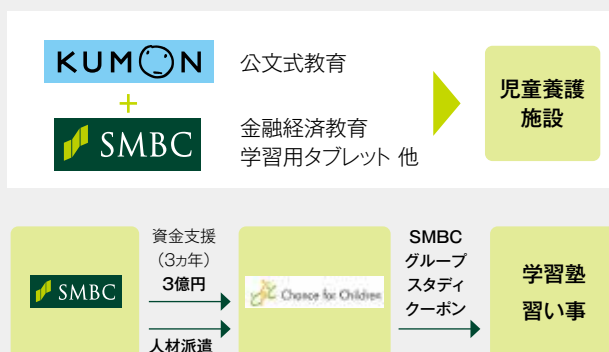 KUMON
公文式教育
+
SMBC
金融経済教育
学習用タブレット 他
児童養護
施設
SMBC
資金支援
（3ヵ年）
3億円
人材派遣
Chance for Children
SMBC
グループ
スタディ
クーポン
学習塾
習い事